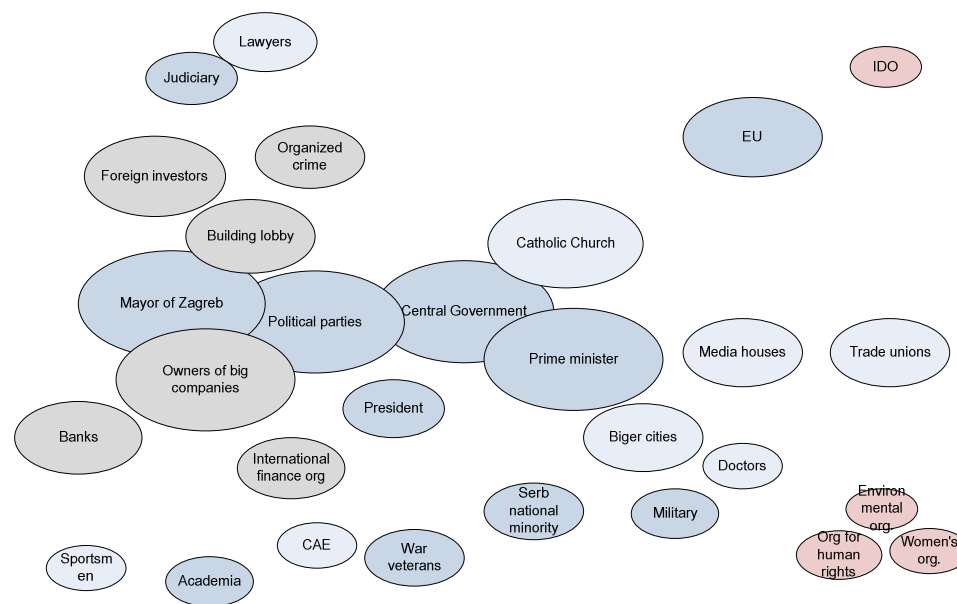 Lawyers
Judiciary
IDO
EU
Organized
crime
Foreign investors
Building lobby
Catholic Church
Mayor of Zagreb
Political parties
Central Government
Prime minister
Media houses
Trade unions
Owners of big
companies
President
Banks
Biger cities
International
finance org
Doctors
Serb
national
minority
Military
Environ
mental
org.
CAE
War
veterans
Org for
human
rights
Women's
org.
Sportsm
en
Academia